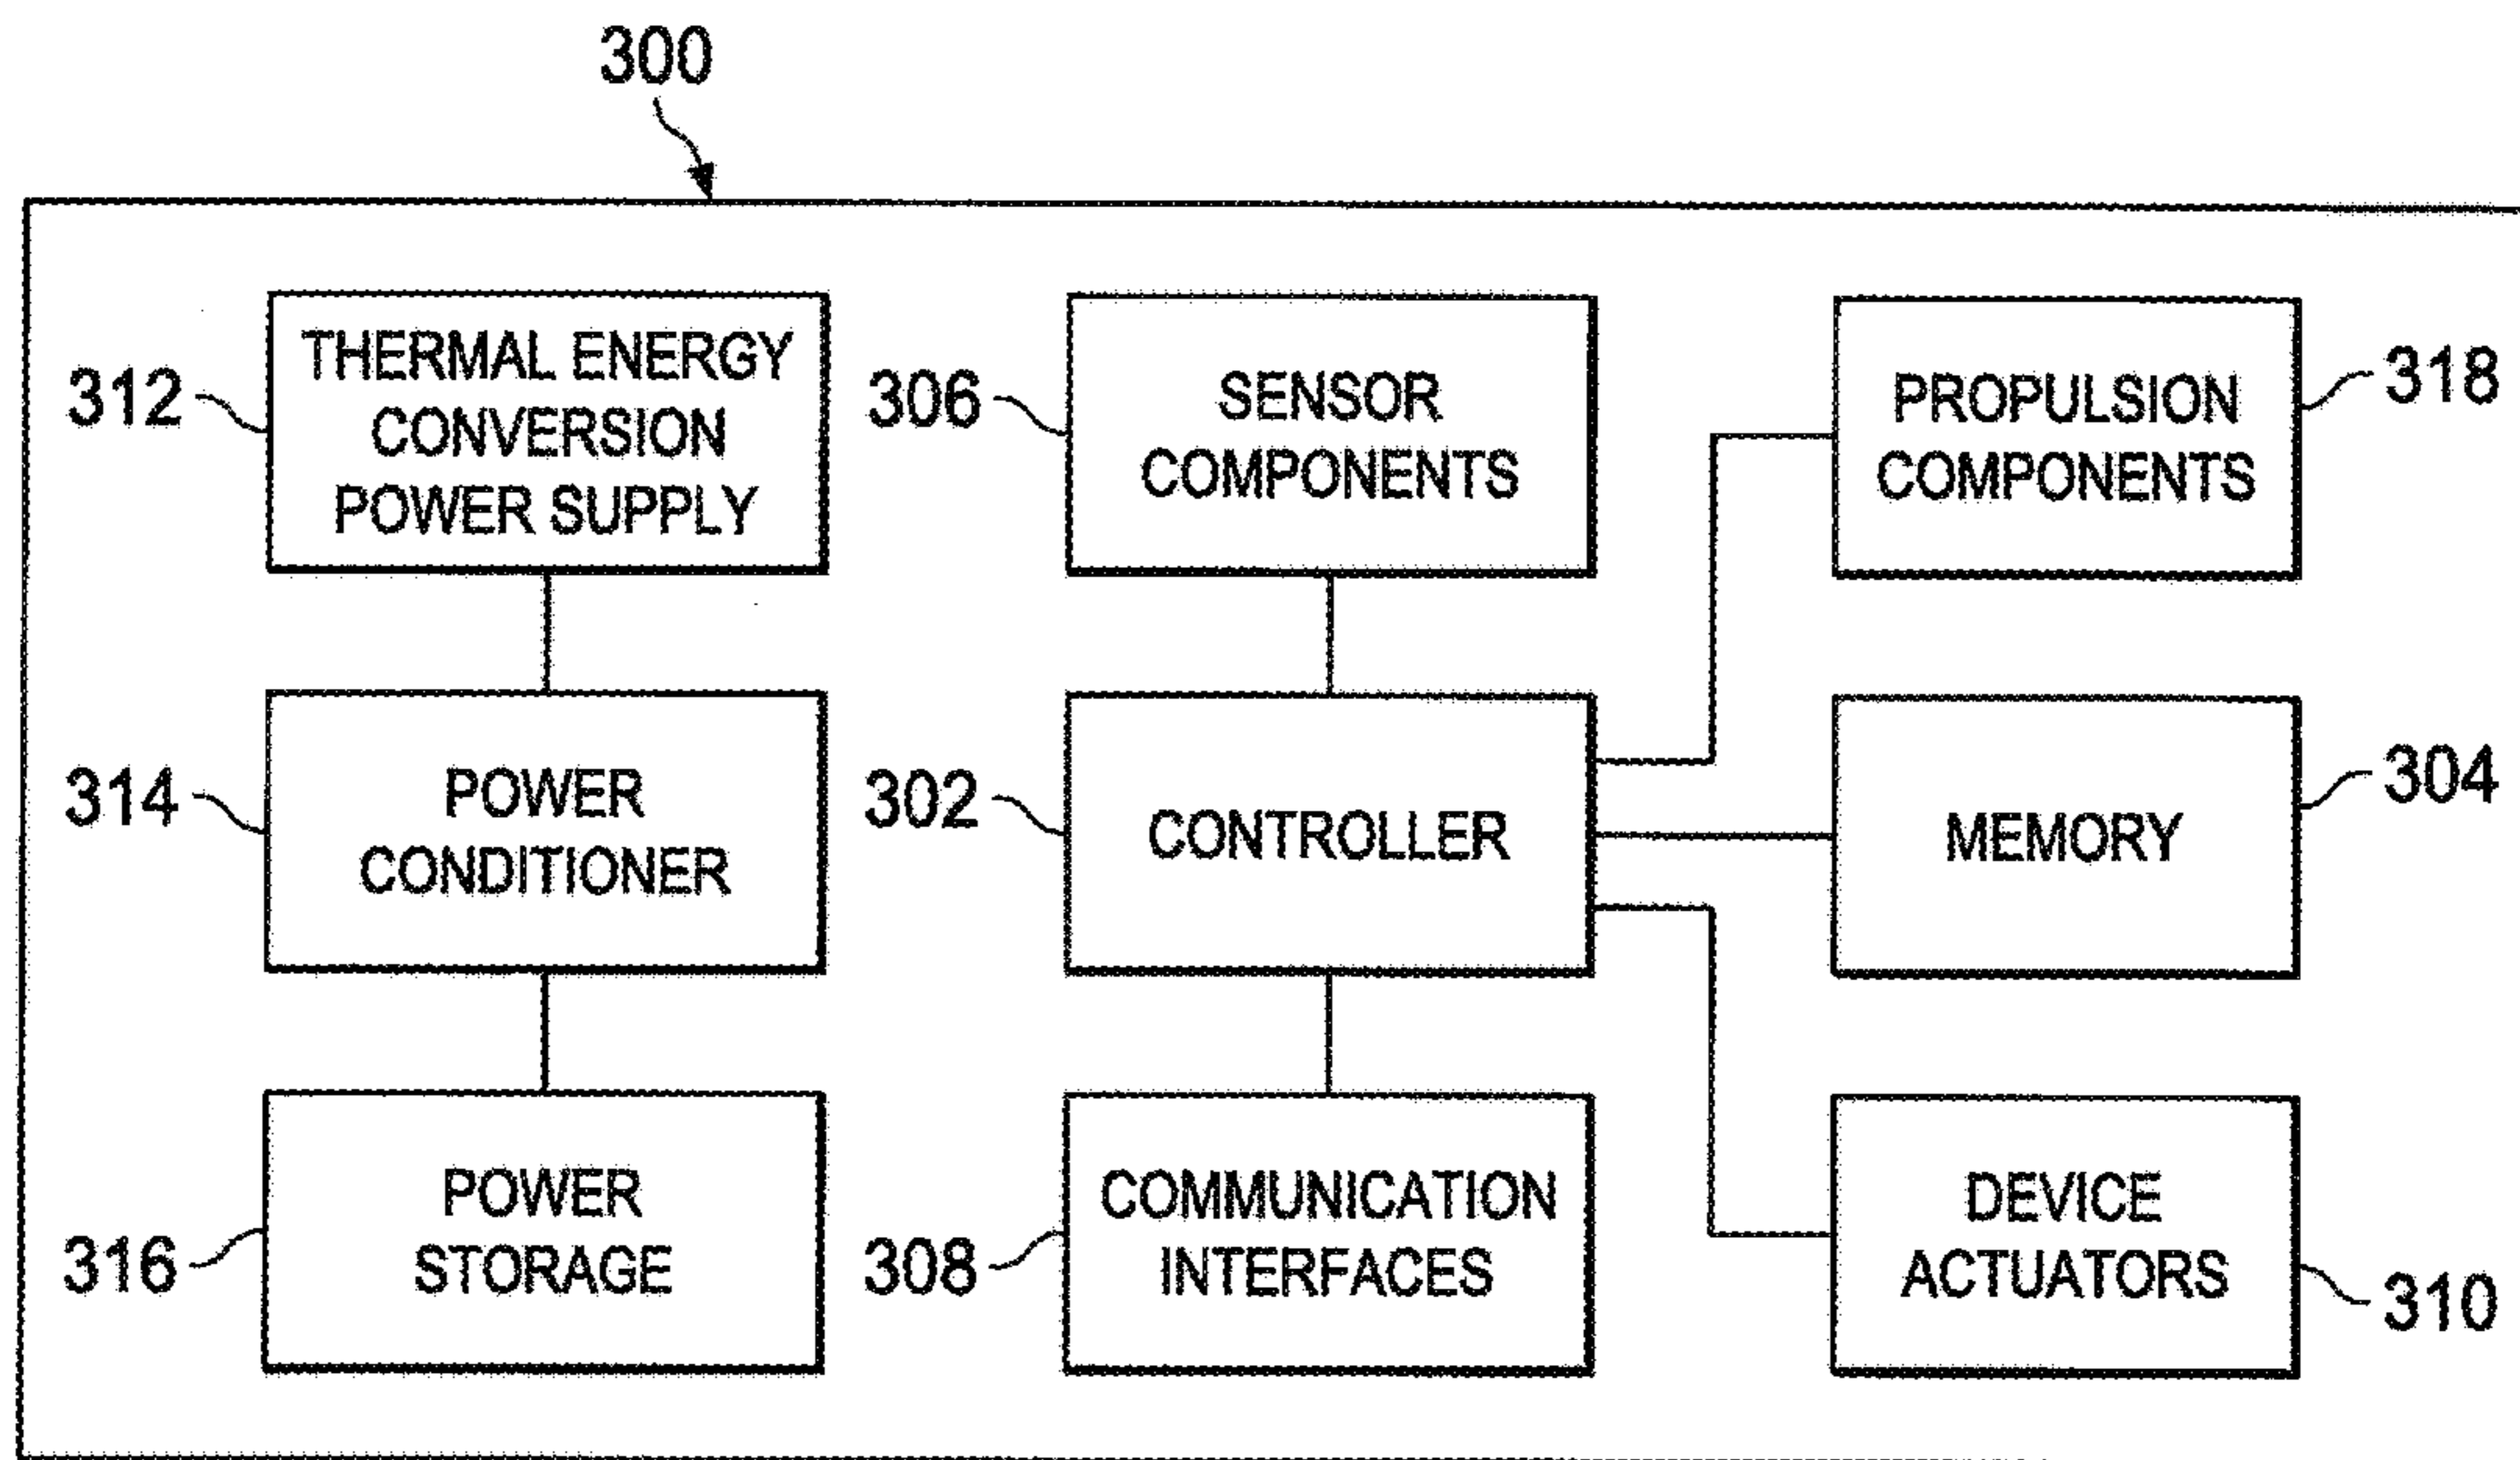 300
312
THERMAL ENERGY
CONVERSION
POWER SUPPLY
306
SENSOR
COMPONENTS
PROPULSION
COMPONENTS
318
314
POWER
CONDITIONER
302
CONTROLLER
MEMORY
304
316
POWER
STORAGE
308
COMMUNICATION
INTERFACES
DEVICE
ACTUATORS
310